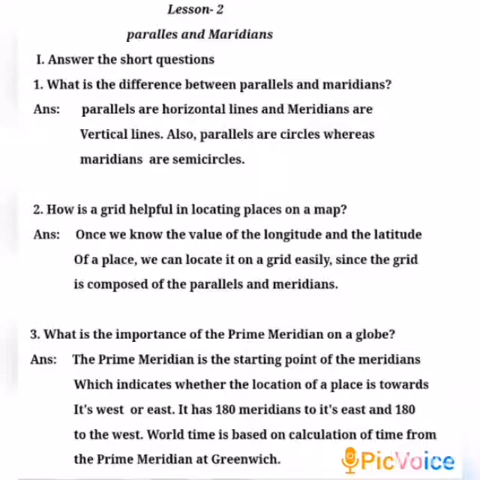 Lesson- 2
paralles and Maridians
I. Answer the short questions
1. What is the difference between parallels and maridians?
Ans: parallels are horizontal lines and Meridians are
Vertical lines. Also, parallels are circles whereas
maridians are semicircles.
2. How is a grid helpful in locating places on a map?
Ans: Once we know the value of the longitude and the latitude
Of a place, we can locate it on a grid easily, since the grid
is composed of the parallels and meridians.
3. What is the importance of the Prime Meridian on a globe?
Ans: The Prime Meridian is the starting point of the meridians
Which indicates whether the location of a place is towards
It's west or east. It has 180 meridians to it's east and 180
to the west. World time is based on calculation of time from
the Prime Meridian at Greenwich.
PicVoice